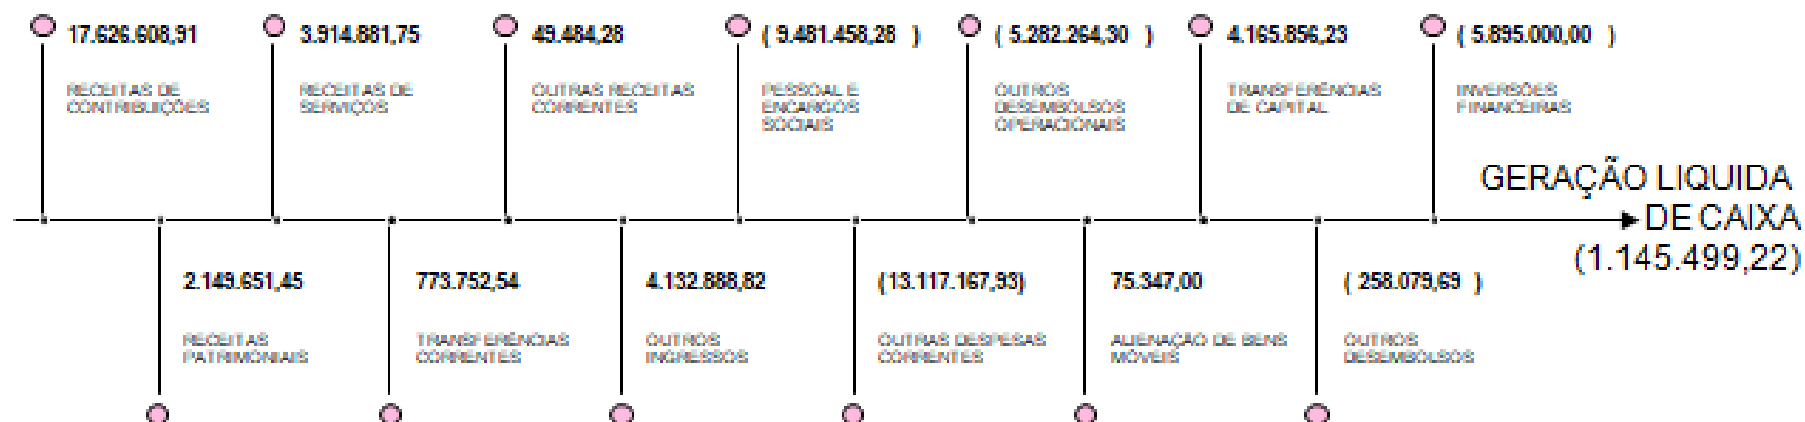 17.626.608,91
RECEITAS DE
CONTRIBUIÇÕES
3.914.881,75
RECEITAS DE
SERVIÇOS
49.484,28
OUTRAS RECEITAS
CORRENTES
( 9.481.458,28 )
PESSOAL E
ENCARGOS
SOCIAIS
( 5.282.264,30 )
OUTROS
DESEMBOLSOS
OPERACIONAIS
4.165.856,23
TRANSFERÊNCIAS
DE CAPITAL
( 5.895.000,00 )
INVERSÕES
FINANCEIRAS
GERAÇÃO LIQUIDA
DE CAIXA
(1.145.499,22)
2.149.651,45
RECEITAS
PATRIMONIAIS
773.752,54
TRANSFERÊNCIAS
CORRENTES
4.132.888,82
OUTROS
INGRESSOS
(13.117.167,93)
OUTRAS DESPESAS
CORRENTES
75.347,00
ALIENAÇÃO DE BENS
MÓVEIS
( 258.079,69 )
OUTROS
DESEMBOLSOS